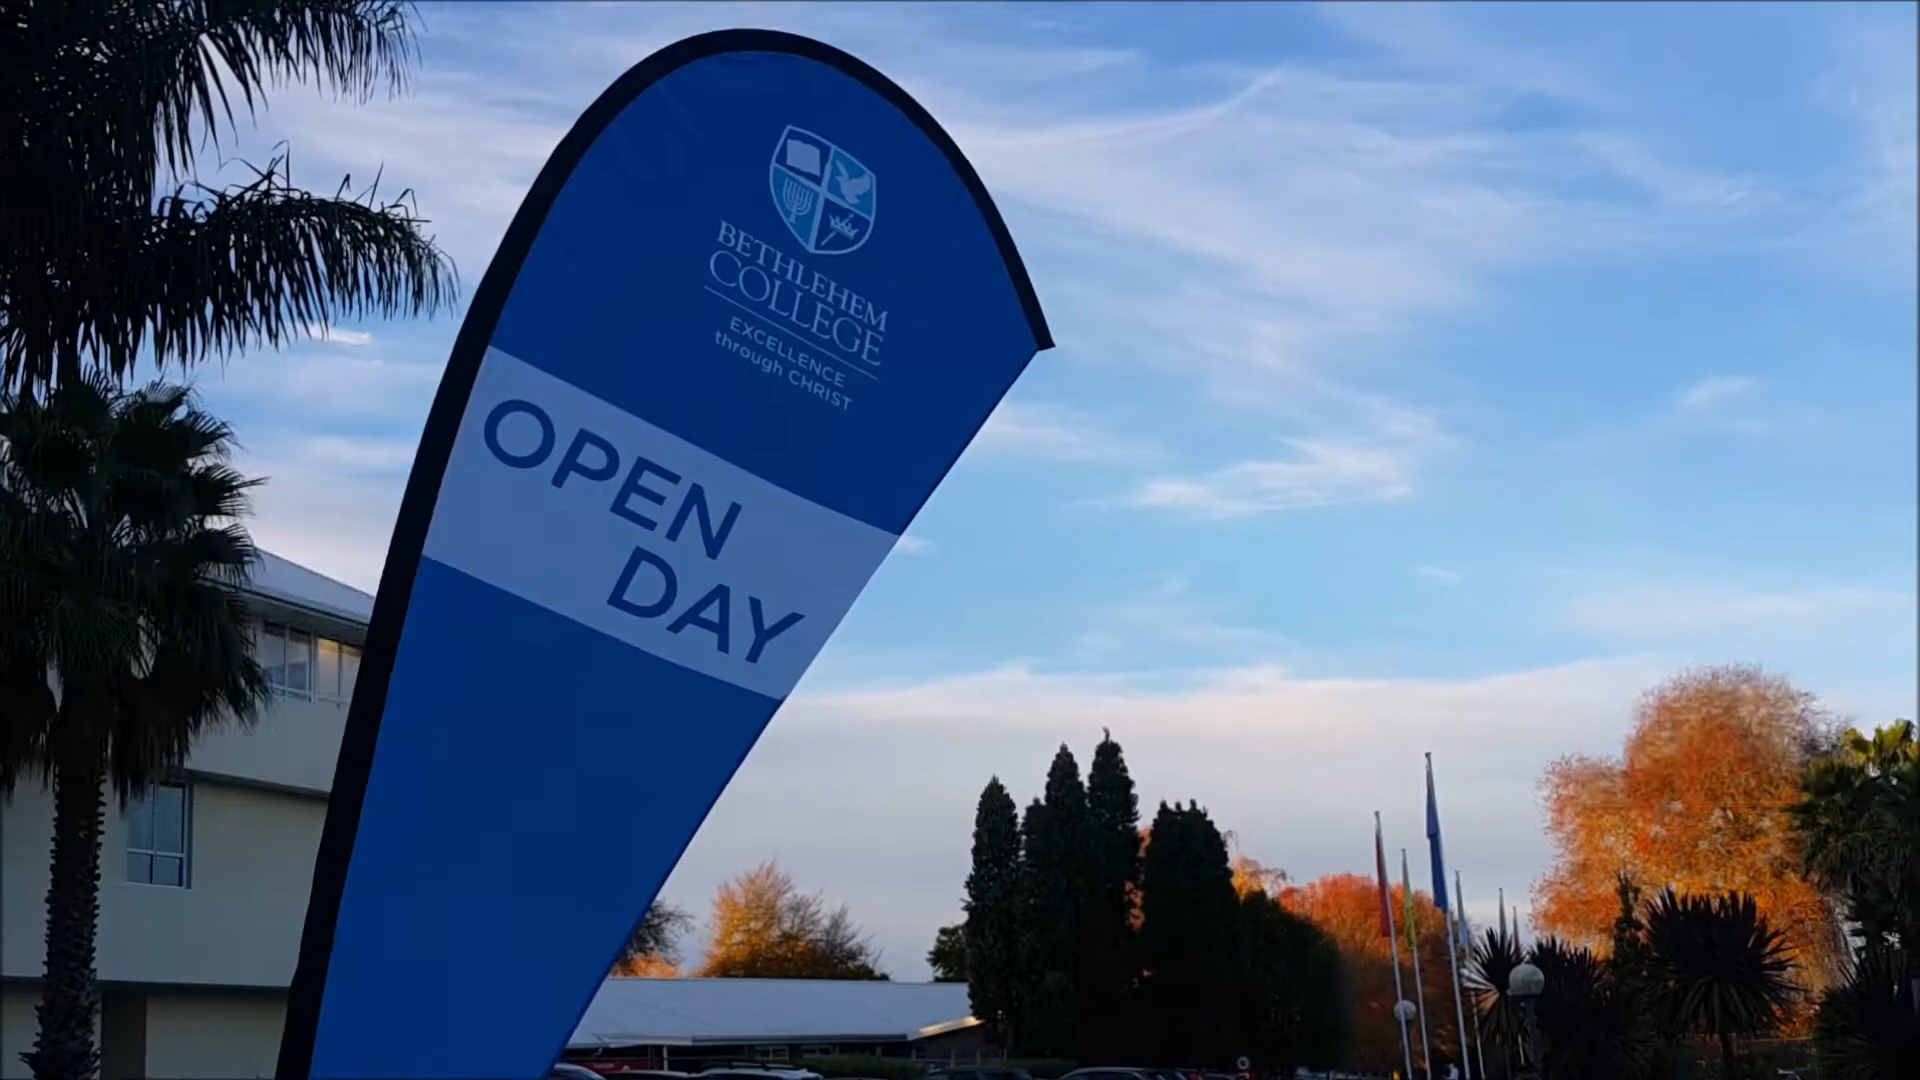 BETHLEHEM
COLLEGE
EXCELLENCE
through CHRIST
OPEN
DAY